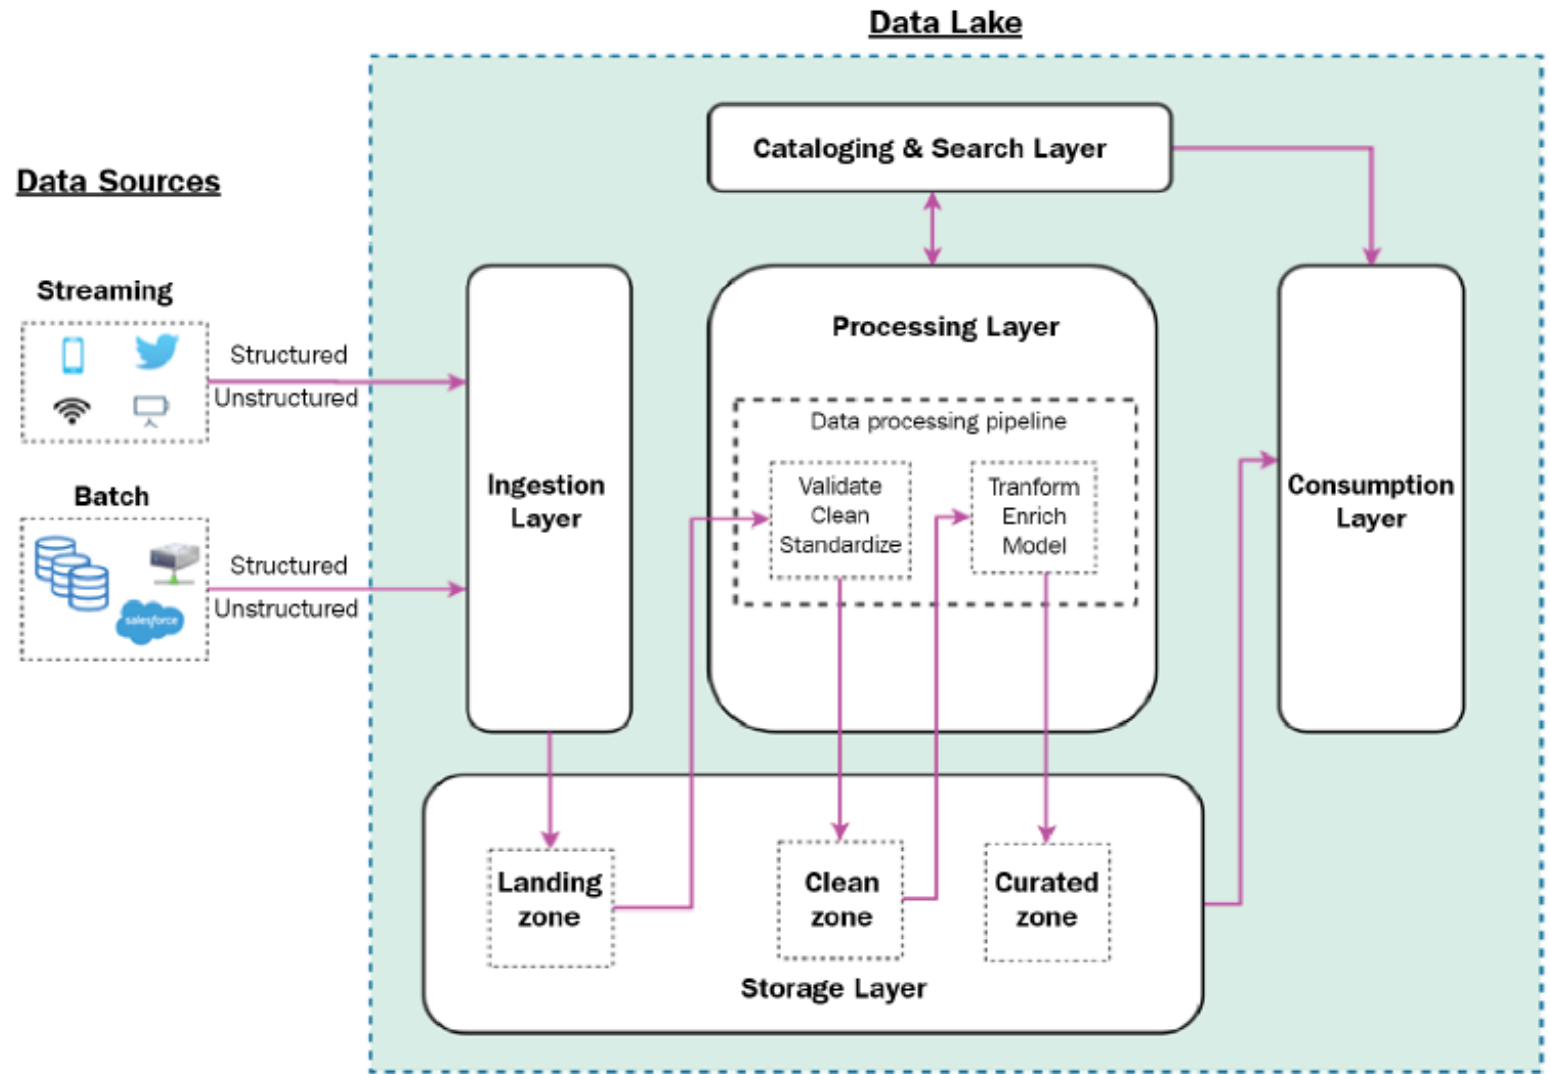 Data Lake
Data Sources
Cataloging & Search Layer
Streaming
Structured
Unstructured
Batch
salesforce
Structured
Unstructured
Ingestion
Layer
Processing Layer
Data processing pipeline
Validate
Clean
Standardize
Tranform
Enrich
Model
Consumption
Layer
Landing
zone
Clean
zone
Curated
zone
Storage Layer